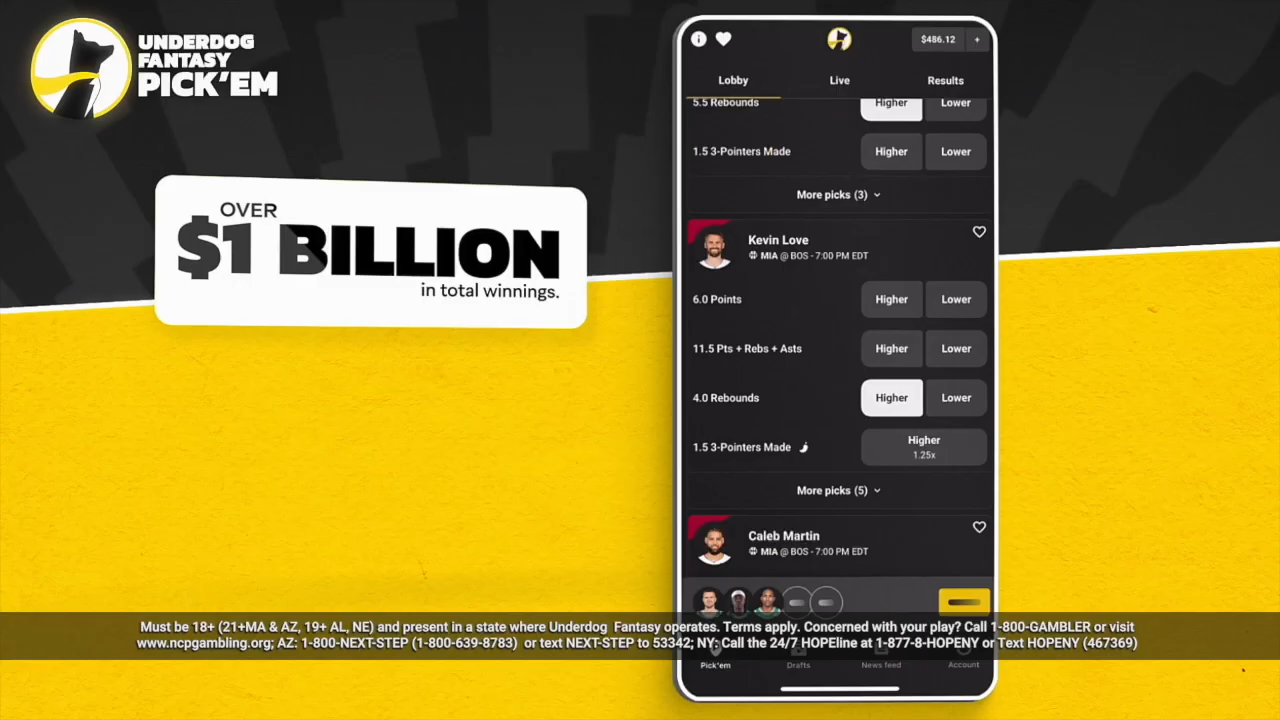 UNDERDOG
FANTASY
PICK'EM
OVER
$1 BILLION
in total winnings.
$486.12 +
Lobby Live Results
5.5 Rebounds Higher Lower
1.5 3-Pointers Made Higher Lower
More picks (3)
Kevin Love
MIA @ BOS - 7:00 PM EDT
6.0 Points Higher Lower
11.5 Pts + Rebs + Asts Higher Lower
4.0 Rebounds Higher Lower
1.5 3-Pointers Made Higher
1.25x
More picks (5)
Caleb Martin
MIA @ BOS - 7:00 PM EDT
Must be 18+ (21+MA & AZ, 19+ AL, NE) and present in a state where Underdog Fantasy operates. Terms apply. Concerned with your play? Call 1-800-GAMBLER or visit
www.ncpgambling.org; AZ: 1-800-NEXT-STEP (1-800-639-8783) or text NEXT-STEP to 53342; NY: Call the 24/7 HOPEline at 1-877-8-HOPENY or Text HOPENY (467369)
Pick'em Drafts News feed Account